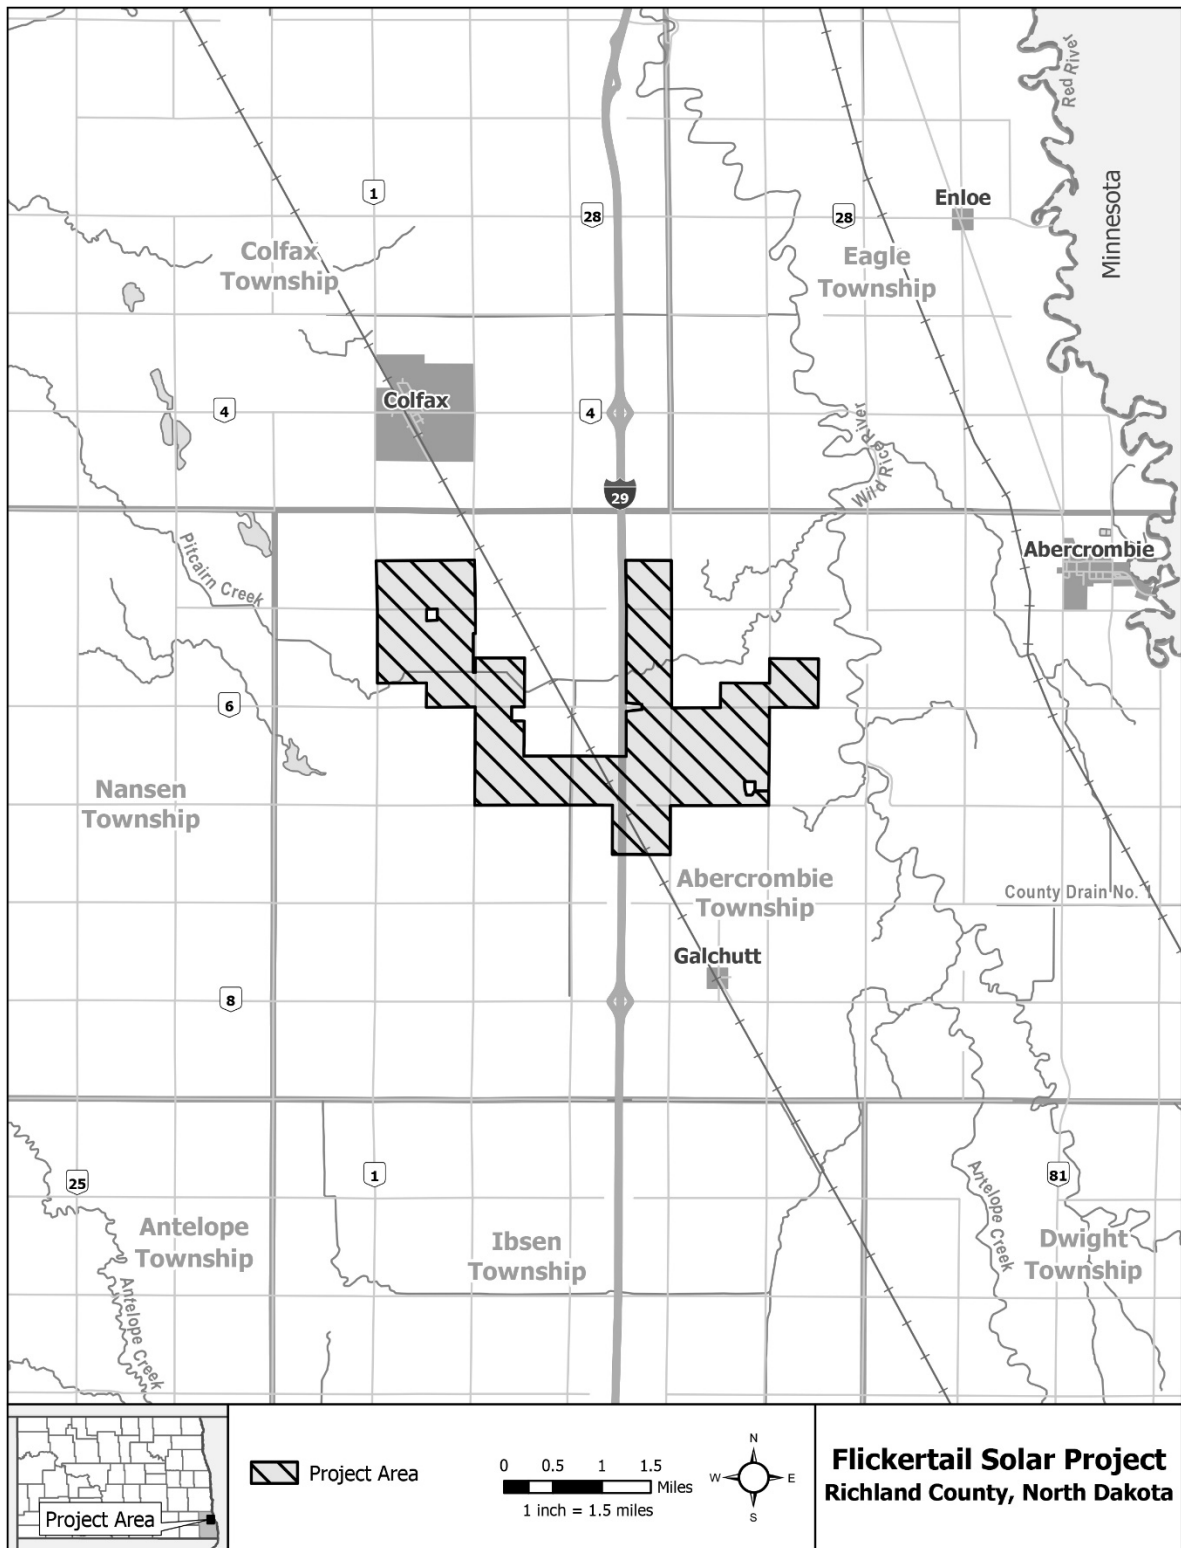 Red River
Minnesota
1
28
28
Enloe
Colfax
Township
Eagle
Township
4
Colfax
4
Wild Rice River
29
Pitcairn Creek
Abercrombie
6
Nansen
Township
Abercrombie
Township
County Drain No. 1
Galchutt
8
25
1
Antelope Creek
81
Antelope
Township
Ibsen
Township
Dwight
Township
Antelope Creek
Project Area
Project Area
0 0.5 1 1.5
Miles
1 inch = 1.5 miles
N
W E
S
Flickertail Solar Project
Richland County, North Dakota